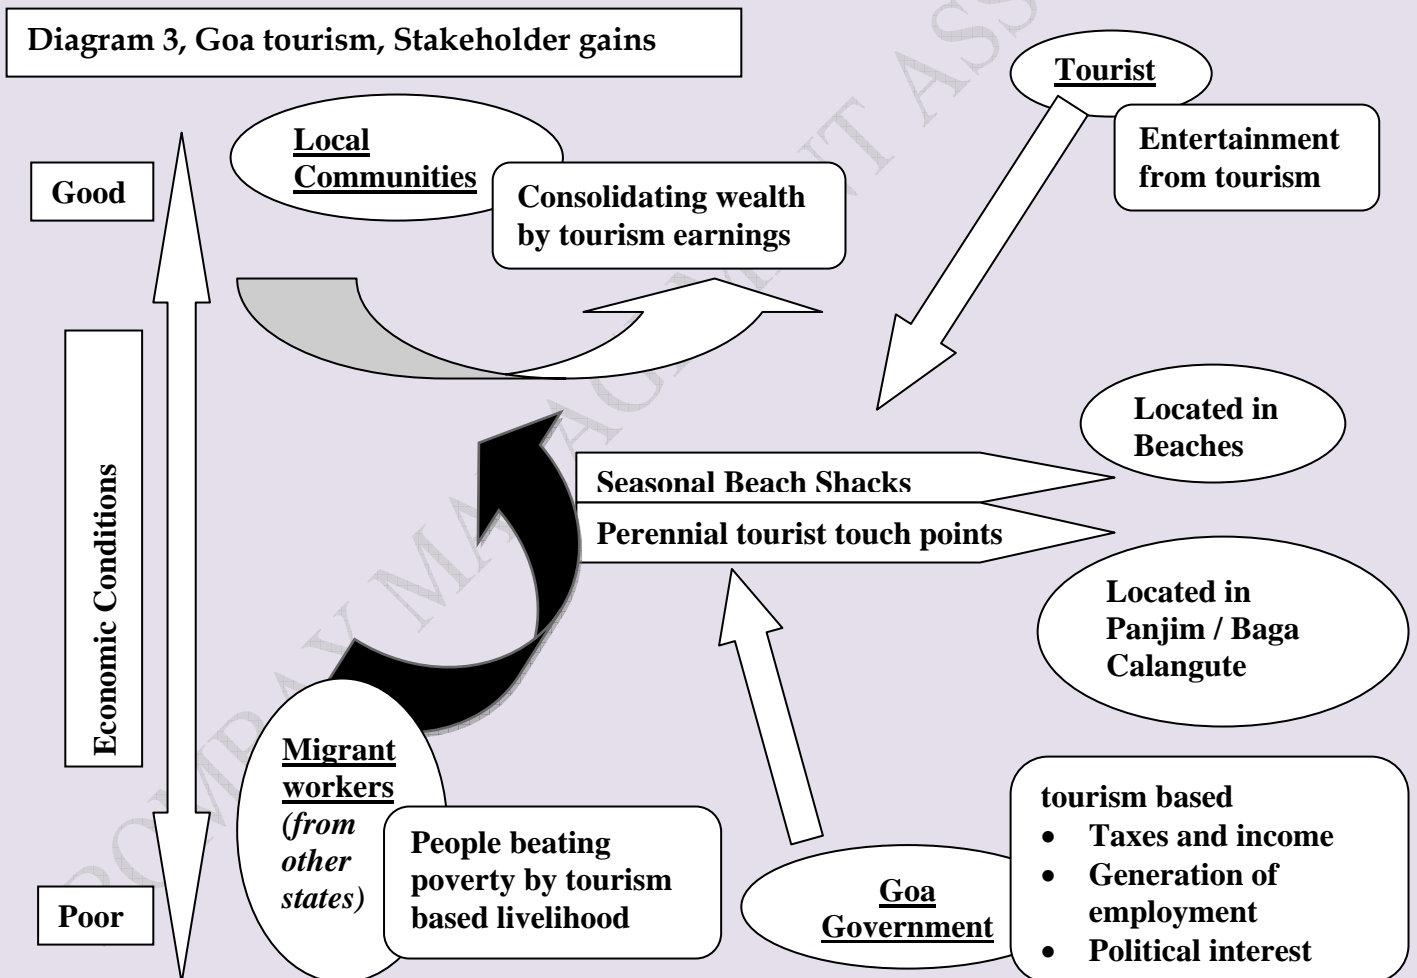 Diagram 3, Goa tourism, Stakeholder gains
Tourist
Entertainment
from tourism
Local
Communities
Consolidating wealth
by tourism earnings
Good
Economic Conditions
Poor
Located in
Beaches
Seasonal Beach Shacks
Perennial tourist touch points
Located in
Panjim / Baga
Calangute
Migrant
workers
(from
other
states)
People beating
poverty by tourism
based livelihood
Goa
Government
tourism based
• Taxes and income
• Generation of
employment
• Political interest